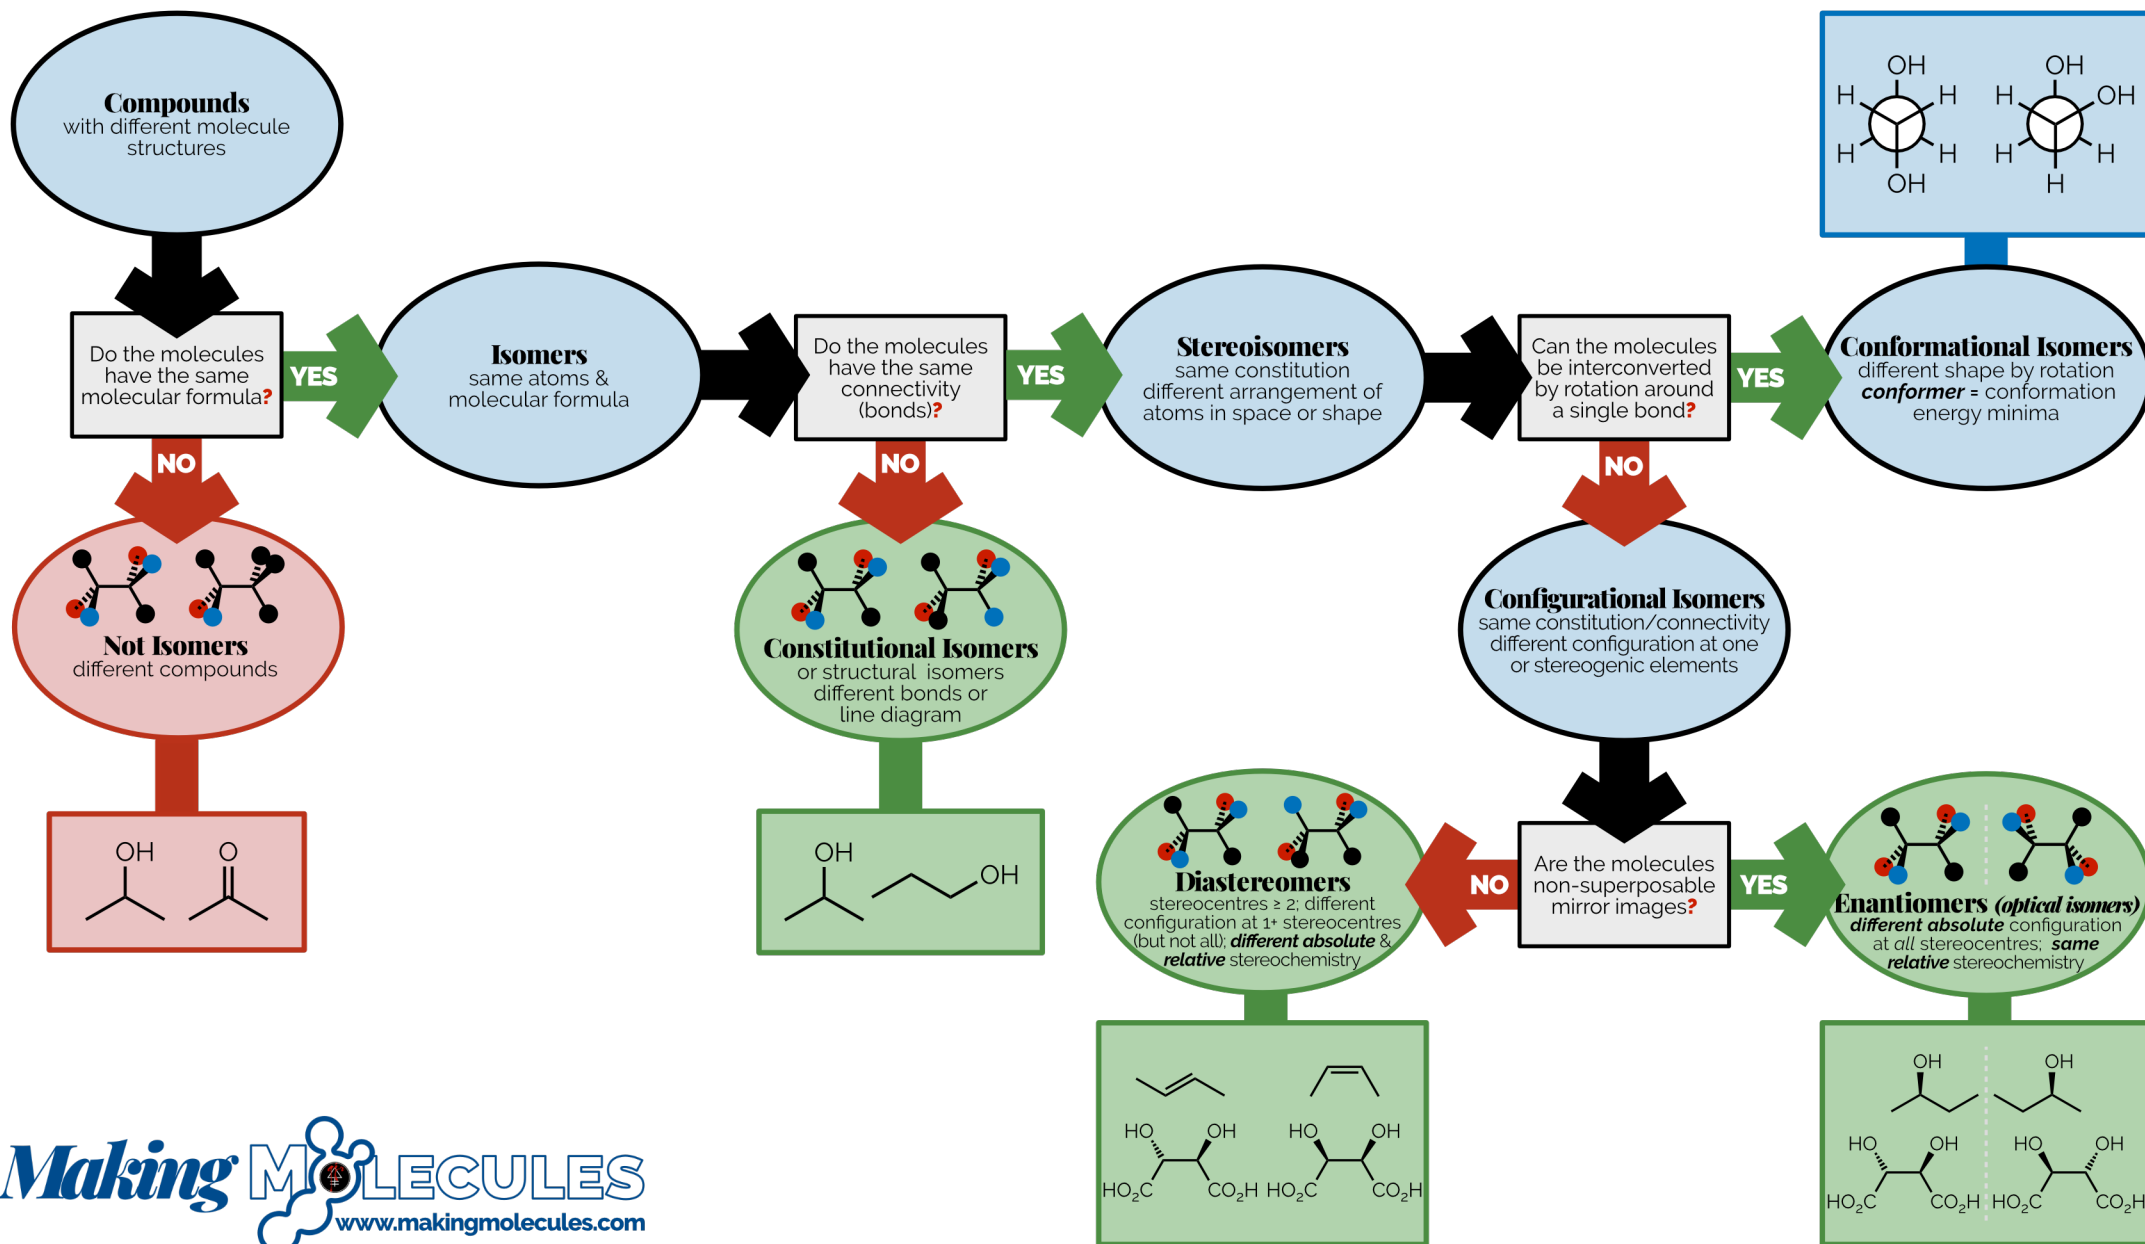 Compounds
with different molecule
structures
Do the molecules
have the same
molecular formula?
YES
NO
Isomers
same atoms &
molecular formula
Do the molecules
have the same
connectivity
(bonds)?
YES
NO
Stereoisomers
same constitution
different arrangement of
atoms in space or shape
Can the molecules
be interconverted
by rotation around
a single bond?
YES
NO
Conformational Isomers
different shape by rotation
conformer = conformation
energy minima
OH
H H
H H
OH
OH
H OH
H H
H
Not Isomers
different compounds
OH
O
Constitutional Isomers
or structural isomers
different bonds or
line diagram
OH
OH
Configurational Isomers
same constitution/connectivity
different configuration at one
or stereogenic elements
Are the molecules
non-superposable
mirror images?
NO
YES
Diastereomers
stereocentres ≥ 2; different
configuration at 1+ stereocentres
(but not all); different absolute &
relative stereochemistry
HO OH
HO₂C CO₂H
HO OH
HO₂C CO₂H
Enantiomers (optical isomers)
different absolute configuration
at all stereocentres; same
relative stereochemistry
OH
OH
HO OH
HO₂C CO₂H
HO OH
HO₂C CO₂H
Making MOLECULES
www.makingmolecules.com